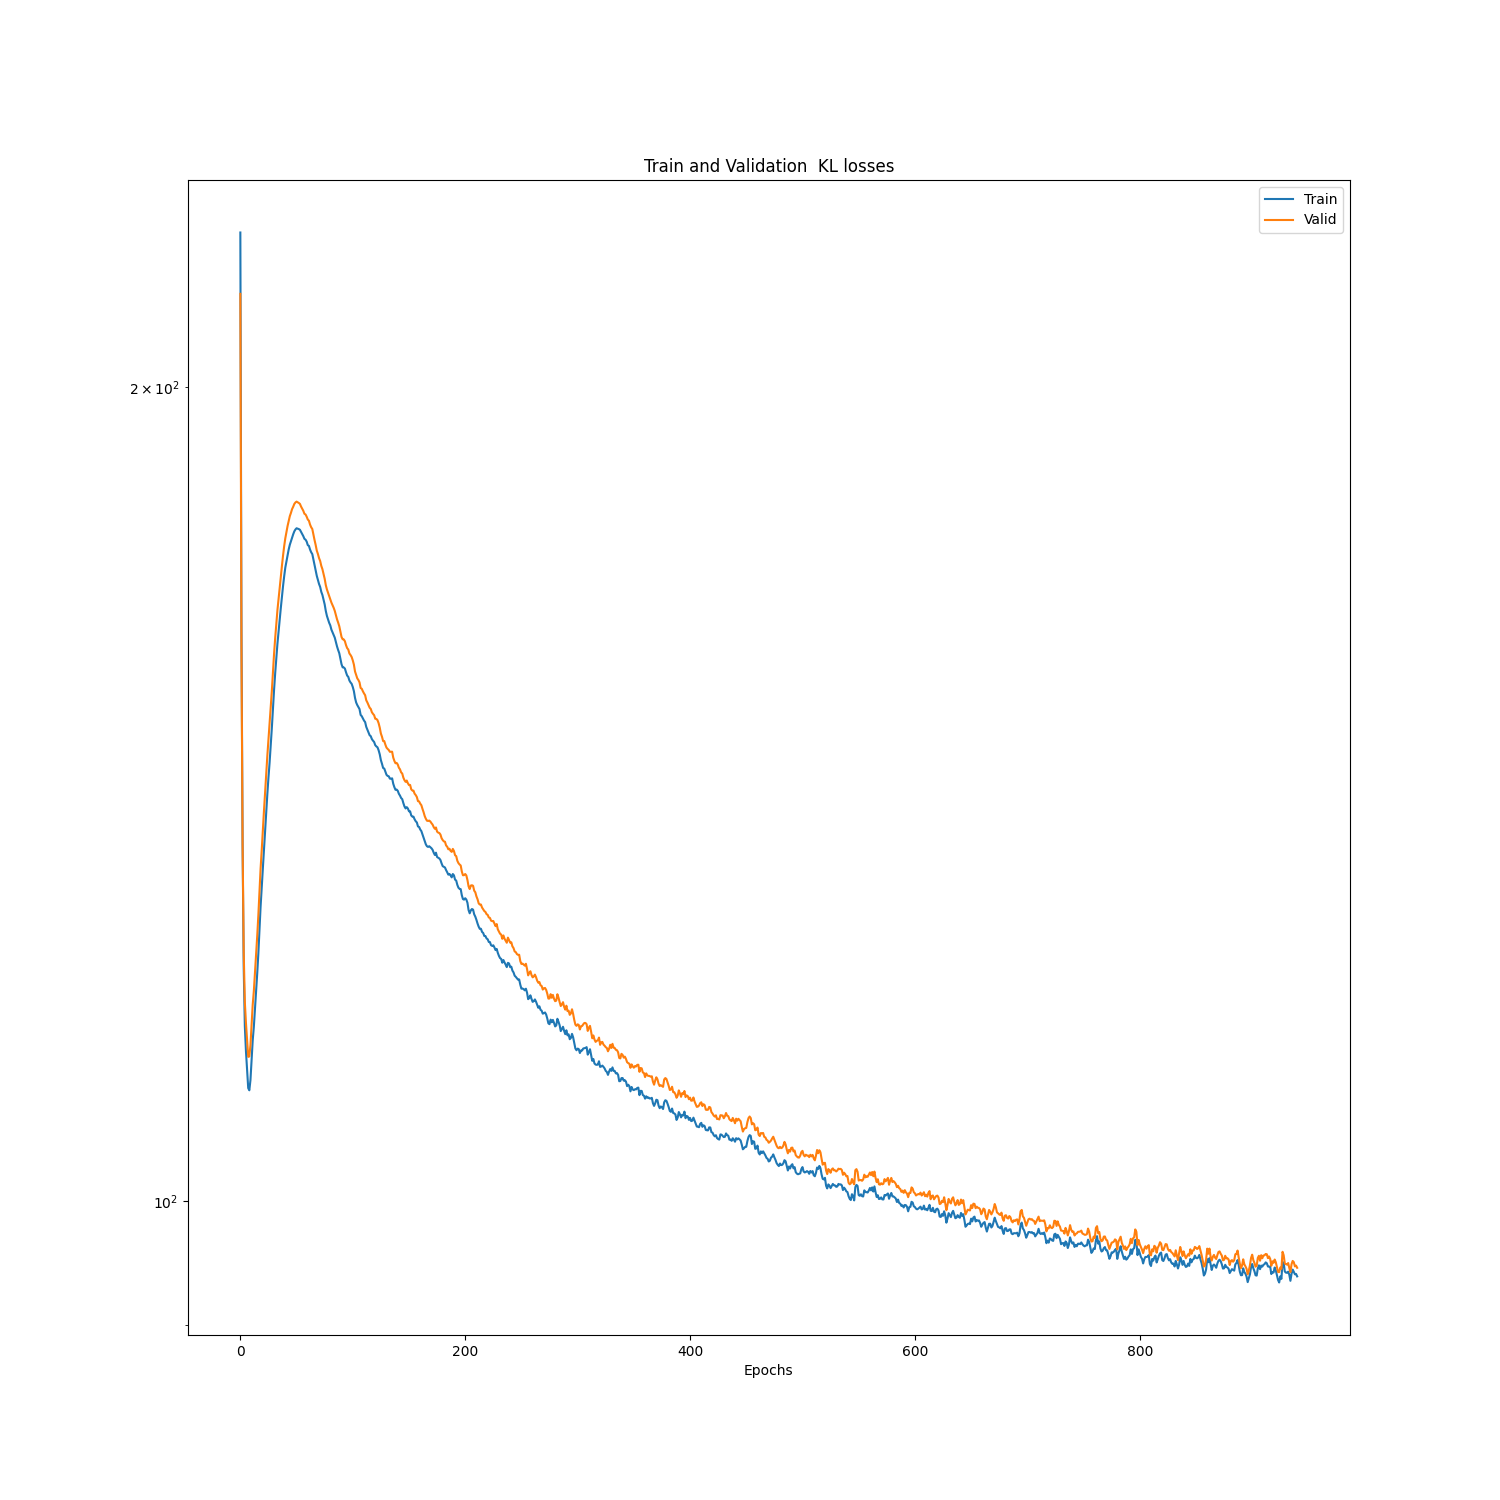 Train and Validation  KL losses
Train
Valid
2 × 10²
10²
0 200 400 600 800
Epochs